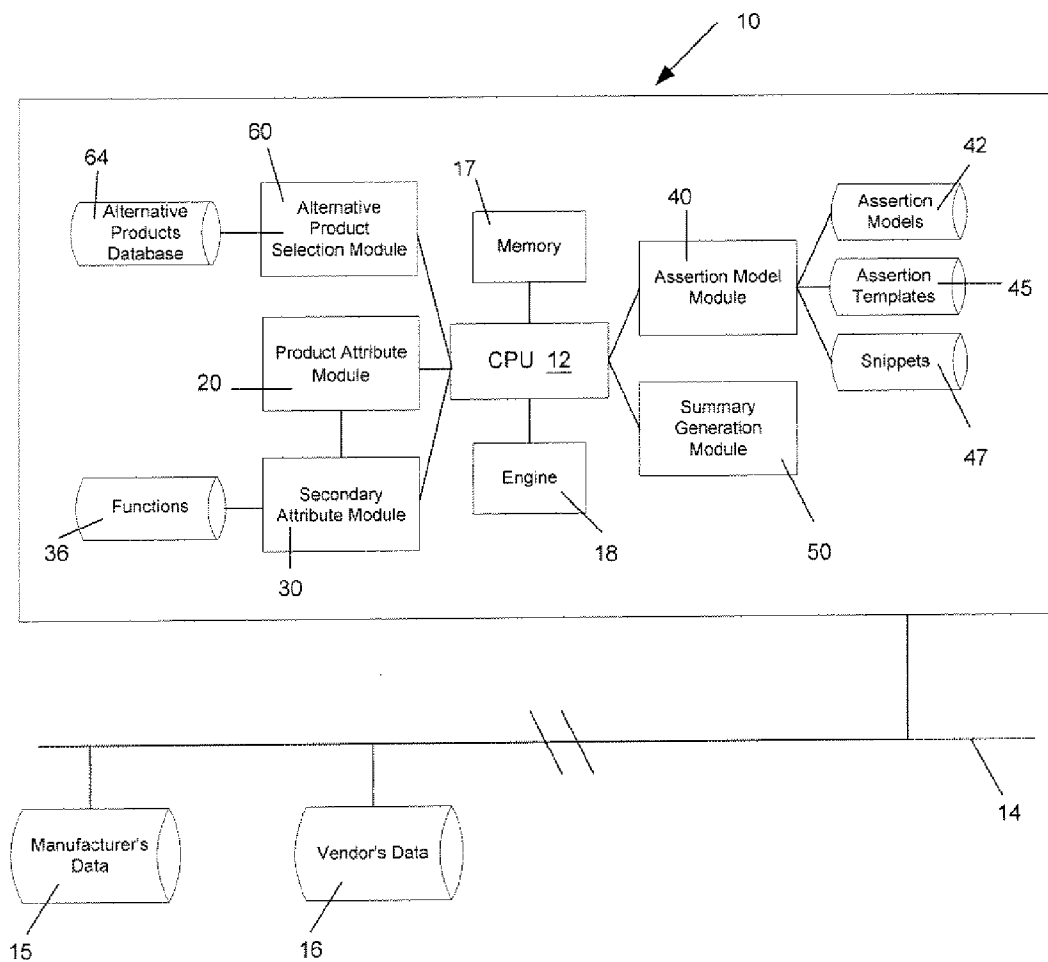 10
60
64
17
42
40
Alternative
Products
Database
Alternative
Product
Selection Module
Memory
Assertion
Models
Assertion Model
Module
Assertion
Templates
45
Product Attribute
Module
20
CPU 12
Snippets
47
Summary
Generation
Module
Functions
36
Secondary
Attribute Module
30
Engine
18
50
14
Manufacturer's
Data
15
Vendor's Data
16